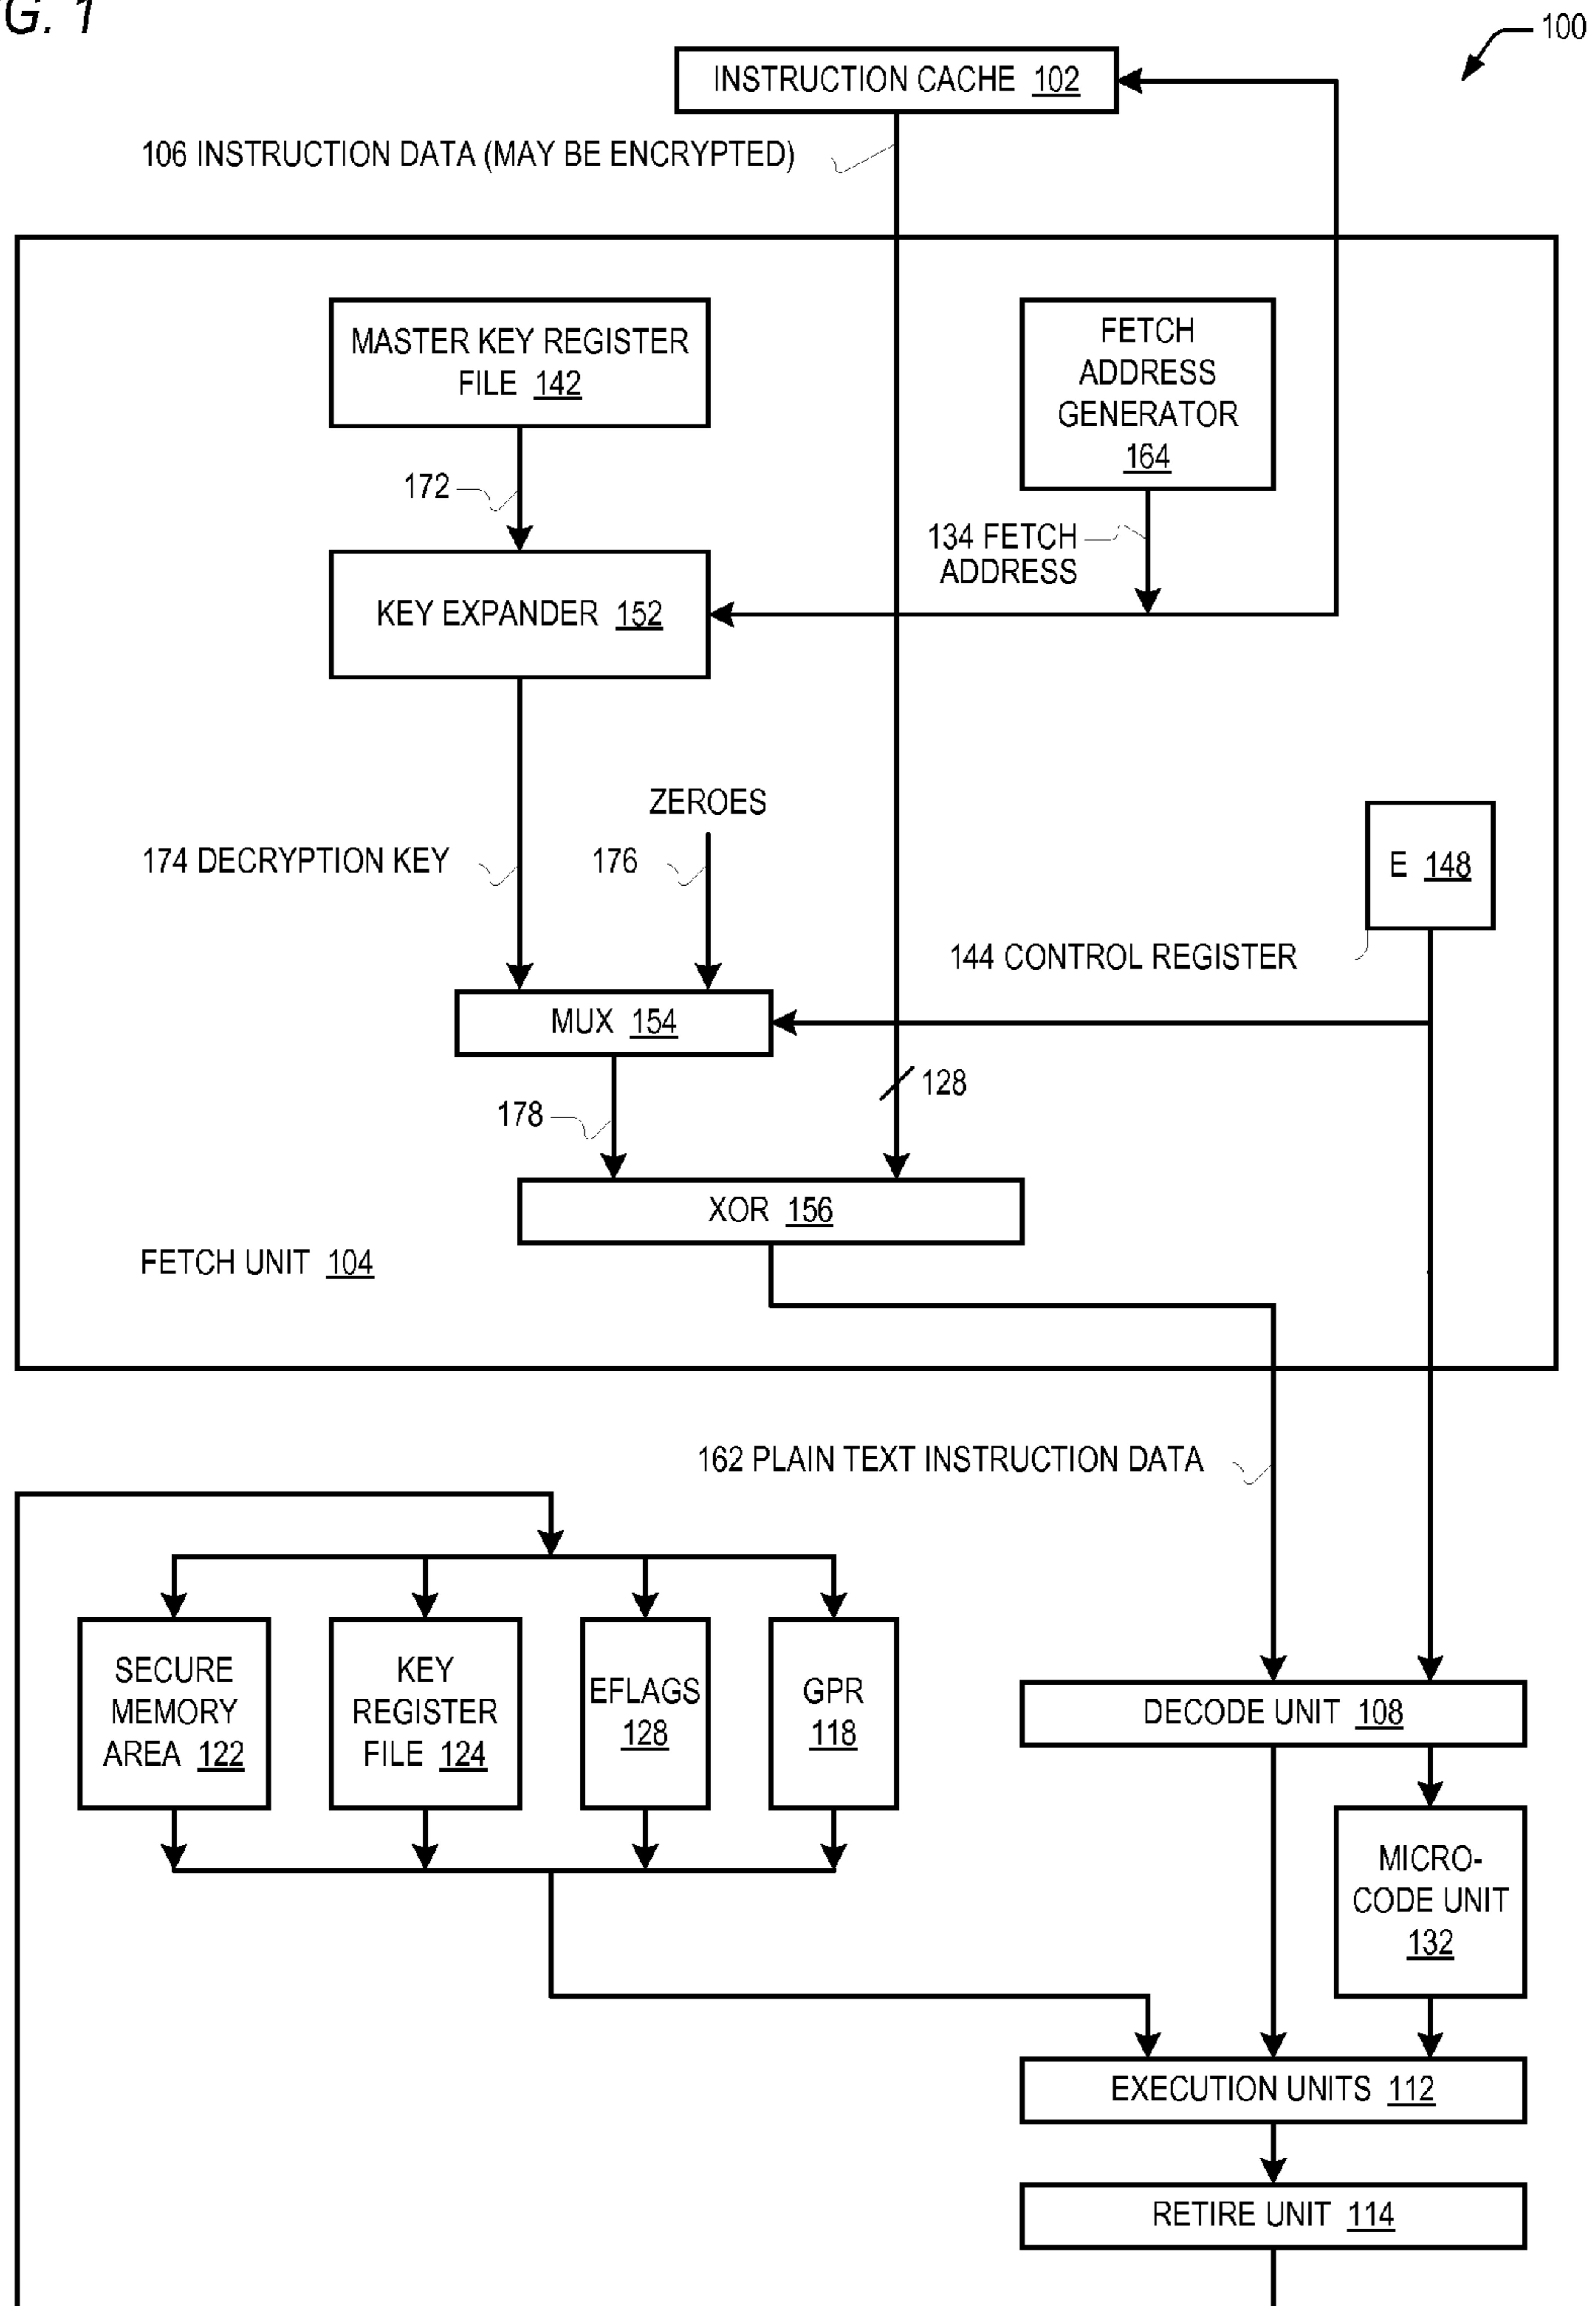 G. 1
100
INSTRUCTION CACHE 102
106 INSTRUCTION DATA (MAY BE ENCRYPTED)
MASTER KEY REGISTER
FILE 142
FETCH
ADDRESS
GENERATOR
164
172
134 FETCH
ADDRESS
KEY EXPANDER 152
ZEROES
174 DECRYPTION KEY
176
E 148
144 CONTROL REGISTER
MUX 154
128
178
XOR 156
FETCH UNIT 104
162 PLAIN TEXT INSTRUCTION DATA
SECURE
MEMORY
AREA 122
KEY
REGISTER
FILE 124
EFLAGS
128
GPR
118
DECODE UNIT 108
MICRO-
CODE UNIT
132
EXECUTION UNITS 112
RETIRE UNIT 114